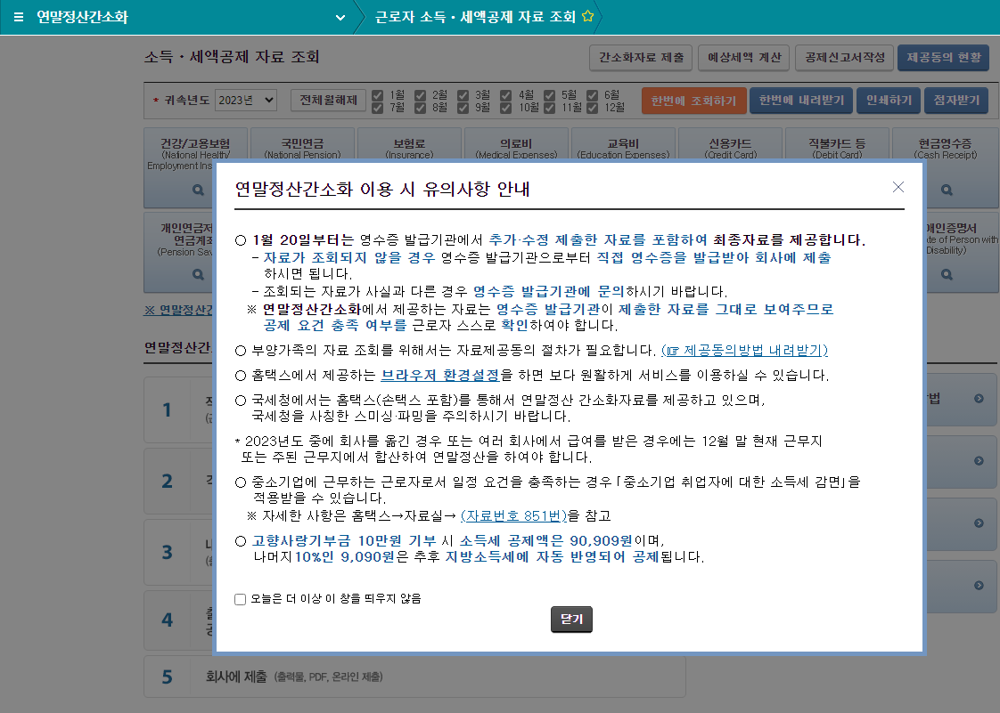 연말정산간소화
근로자 소득・세액공제 자료 조회
소득・세액공제 자료 조회
간소화자료 제출 예상세액 계산 공제신고서작성 제공동의 현황
* 귀속년도 2023년 전체월해제 1월 2월 3월 4월 5월 6월
7월 8월 9월 10월 11월 12월
한번에 조회하기 한번에 내려받기 인쇄하기 점자받기
건강/고용보험 국민연금 보험료 의료비 교육비 신용카드 직불카드 등 현금영수증
(National Health/ (National Pension) (Insurance) (Medical Expenses) (Education Expenses) (Credit Card) (Debit Card) (Cash Receipt)
Employment Ins
개인연금저
연금계좌
(Pension Sav
애인증명서
te of Person with
Disability)
※ 연말정산간
연말정산간
연말정산간소화 이용 시 유의사항 안내
○ 1월 20일부터는 영수증 발급기관에서 추가·수정 제출한 자료를 포함하여 최종자료를 제공합니다.
- 자료가 조회되지 않을 경우 영수증 발급기관으로부터 직접 영수증을 발급받아 회사에 제출
하시면 됩니다.
- 조회되는 자료가 사실과 다른 경우 영수증 발급기관에 문의하시기 바랍니다.
※ 연말정산간소화에서 제공하는 자료는 영수증 발급기관이 제출한 자료를 그대로 보여주므로
공제 요건 충족 여부를 근로자 스스로 확인하여야 합니다.
○ 부양가족의 자료 조회를 위해서는 자료제공동의 절차가 필요합니다. (☞ 제공동의방법 내려받기)
○ 홈택스에서 제공하는 브라우저 환경설정을 하면 보다 원활하게 서비스를 이용하실 수 있습니다.
○ 국세청에서는 홈택스(손택스 포함)를 통해서 연말정산 간소화자료를 제공하고 있으며,
국세청을 사칭한 스미싱·파밍을 주의하시기 바랍니다.
* 2023년도 중에 회사를 옮긴 경우 또는 여러 회사에서 급여를 받은 경우에는 12월 말 현재 근무지
또는 주된 근무지에서 합산하여 연말정산을 하여야 합니다.
○ 중소기업에 근무하는 근로자로서 일정 요건을 충족하는 경우 ｢중소기업 취업자에 대한 소득세 감면｣을
적용받을 수 있습니다.
※ 자세한 사항은 홈택스→자료실→ (자료번호 851번)을 참고
○ 고향사랑기부금 10만원 기부 시 소득세 공제액은 90,909원이며,
나머지10%인 9,090원은 추후 지방소득세에 자동 반영되어 공제됩니다.
오늘은 더 이상 이 창을 띄우지 않음
닫기
1
법
2
3
4
5 회사에 제출 (출력물, PDF, 온라인 제출)